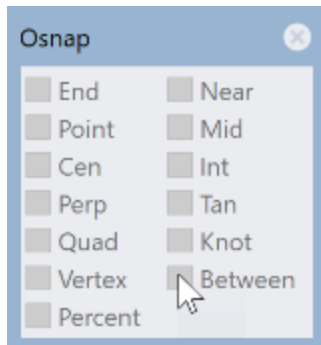 Osnap
End Near
Point Mid
Cen Int
Perp Tan
Quad Knot
Vertex Between
Percent